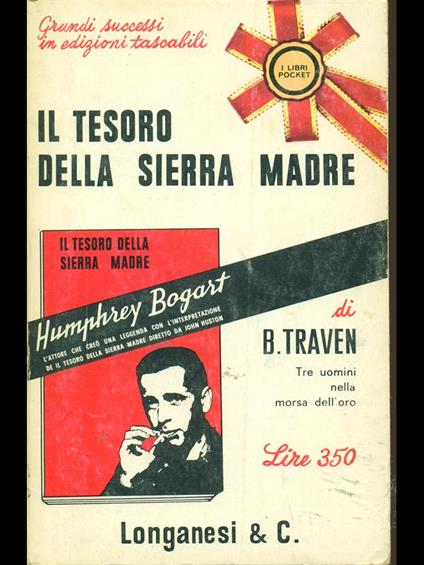 Grandi successi
in edizioni tascabili
I LIBRI
POCKET
IL TESORO
DELLA SIERRA MADRE
IL TESORO DELLA
SIERRA MADRE
Humphrey Bogart
L'ATTORE CHE CREÒ UNA LEGGENDA CON L'INTERPRETAZIONE
DE IL TESORO DELLA SIERRA MADRE DIRETTO DA JOHN HUSTON
di
B. TRAVEN
Tre uomini
nella
morsa dell'oro
Lire 350
Longanesi & C.